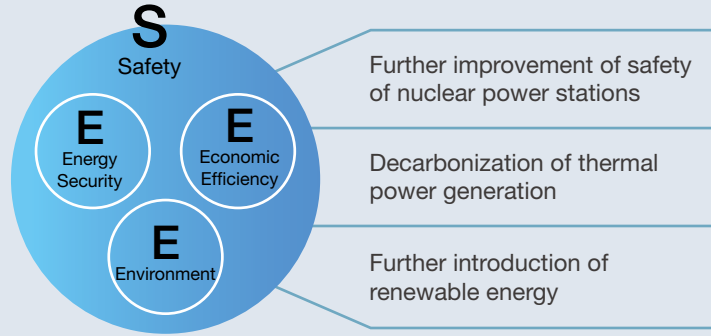 S
Safety
E
Energy
Security
E
Economic
Efficiency
E
Environment
Further improvement of safety
of nuclear power stations
Decarbonization of thermal
power generation
Further introduction of
renewable energy